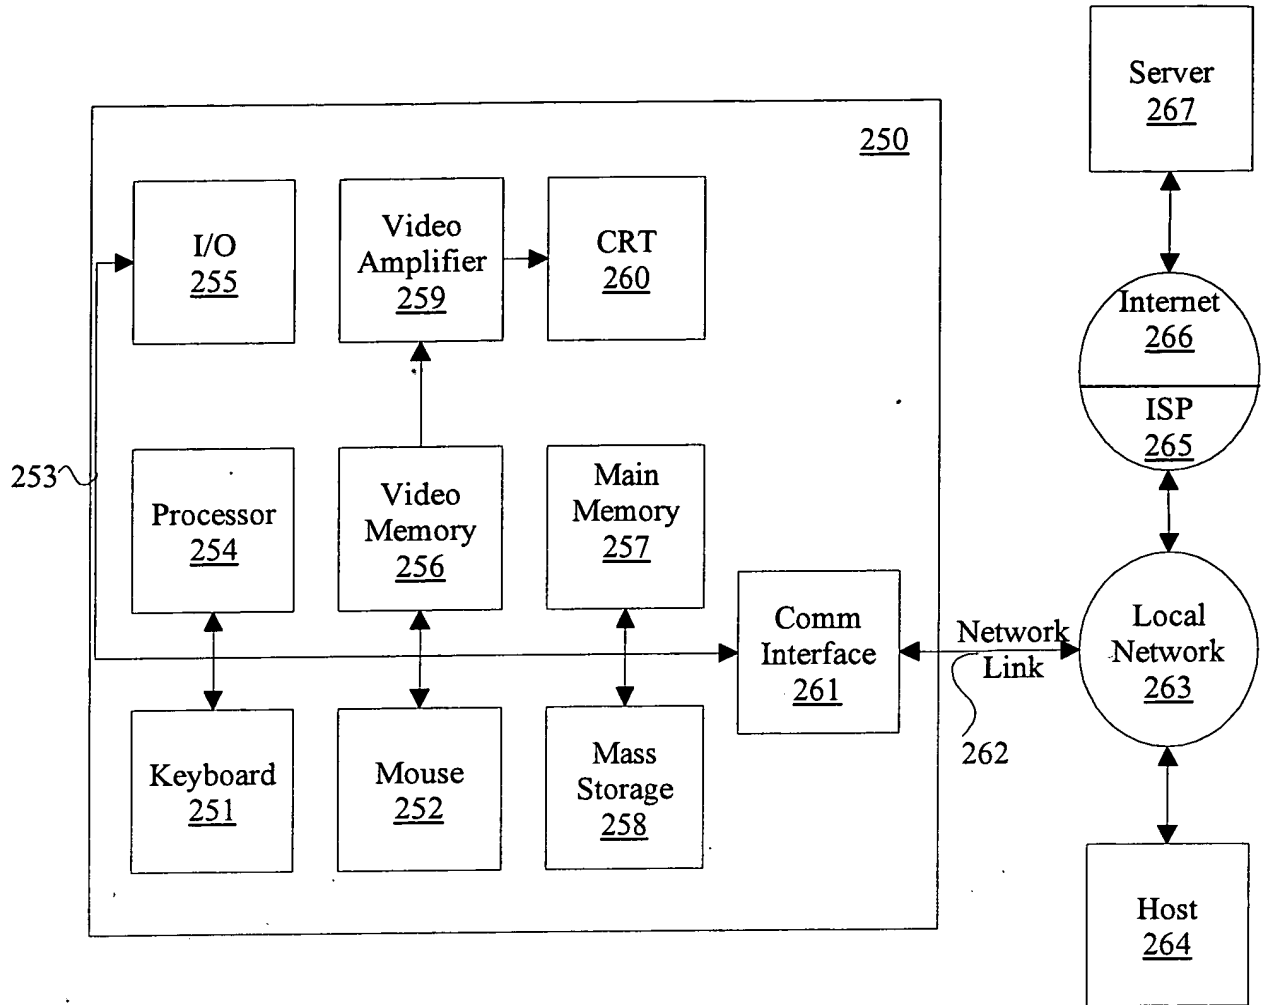 Server
267
250
I/O
255
Video
Amplifier
259
CRT
260
Internet
266
ISP
265
253
Processor
254
Video
Memory
256
Main
Memory
257
Comm
Interface
261
Network
Link
262
Local
Network
263
Keyboard
251
Mouse
252
Mass
Storage
258
Host
264